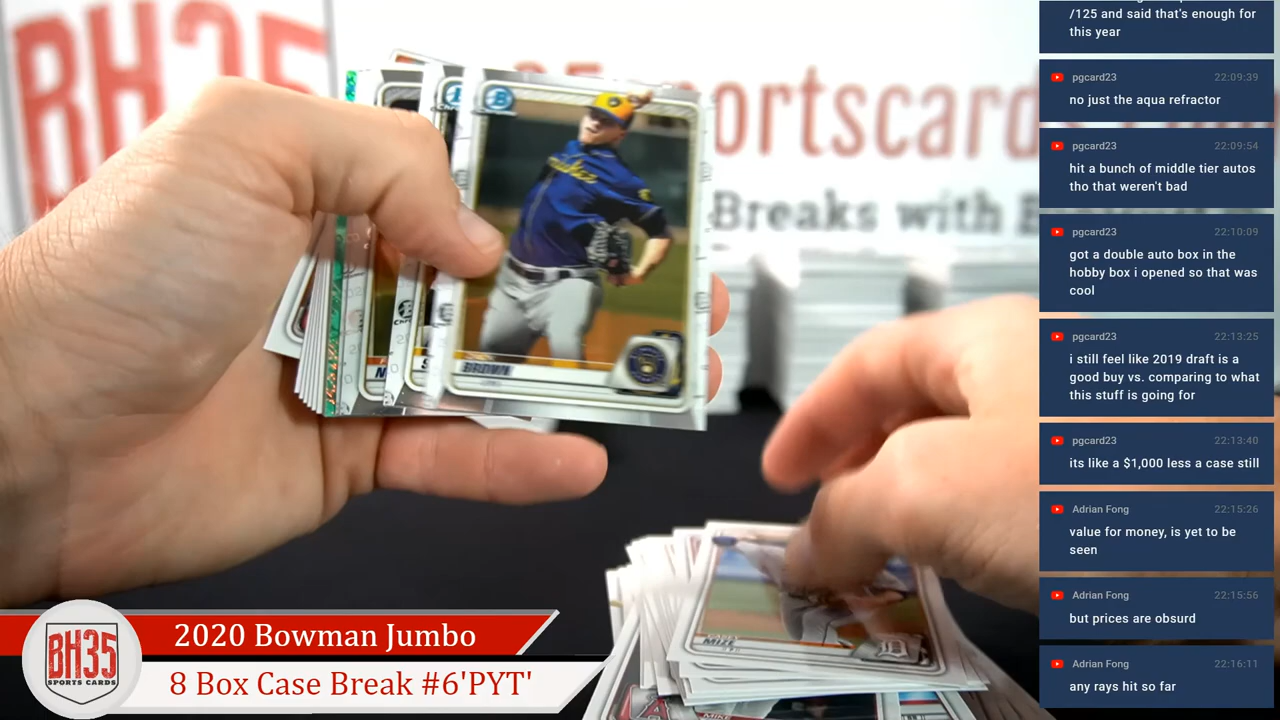 /125 and said that's enough for
this year
pgcard23 22:09:39
no just the aqua refractor
pgcard23 22:09:54
hit a bunch of middle tier autos
tho that weren't bad
pgcard23 22:10:09
got a double auto box in the
hobby box i opened so that was
cool
pgcard23 22:13:25
i still feel like 2019 draft is a
good buy vs. comparing to what
this stuff is going for
pgcard23 22:13:40
its like a $1,000 less a case still
Adrian Fong 22:15:26
value for money, is yet to be
seen
Adrian Fong 22:15:56
but prices are obsurd
Adrian Fong 22:16:11
any rays hit so far
BH35
ortscard
Breaks with
B
BROWN
MIZE
BH35
SPORTS CARDS
2020 Bowman Jumbo
8 Box Case Break #6'PYT'